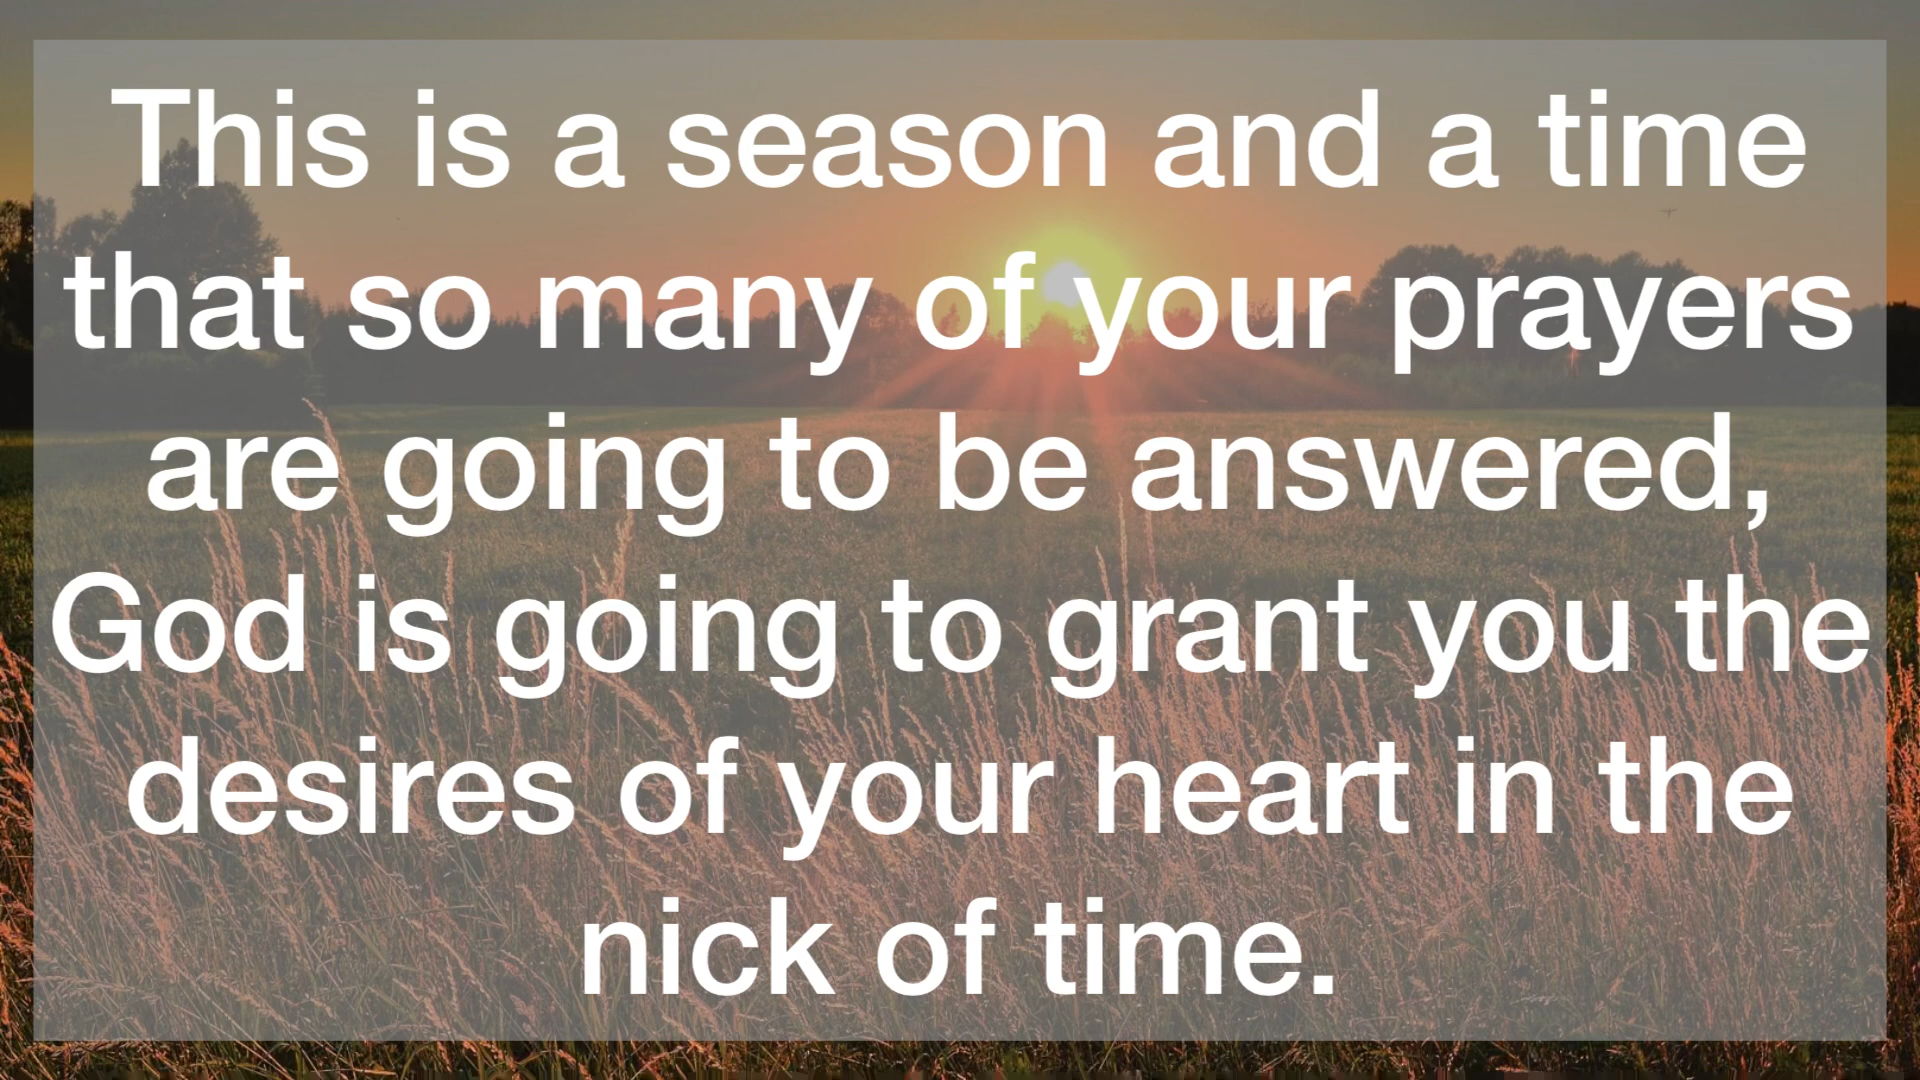 This is a season and a time
that so many of your prayers
are going to be answered,
God is going to grant you the
desires of your heart in the
nick of time.